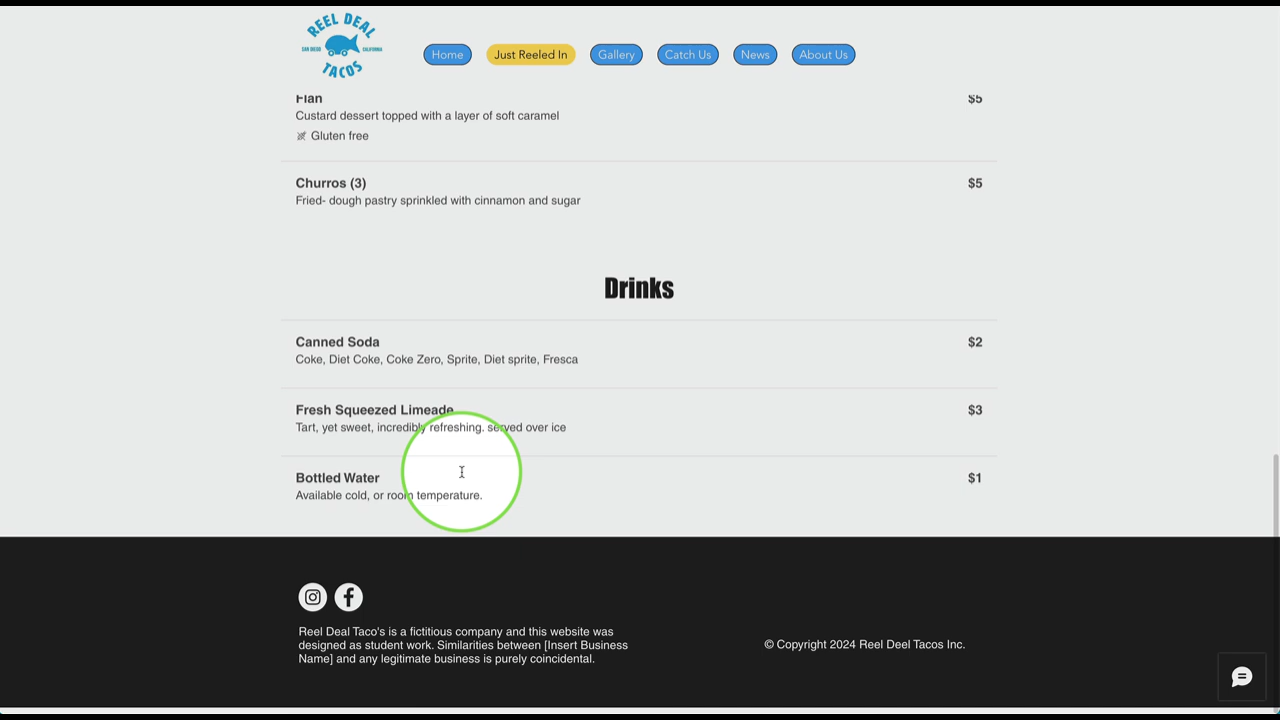 REEL DEAL
SAN DIEGO CALIFORNIA
TACOS
Home Just Reeled In Gallery Catch Us News About Us
Flan $5
Custard dessert topped with a layer of soft caramel
Gluten free
Churros (3) $5
Fried- dough pastry sprinkled with cinnamon and sugar
Drinks
Canned Soda $2
Coke, Diet Coke, Coke Zero, Sprite, Diet sprite, Fresca
Fresh Squeezed Limeade $3
Tart, yet sweet, incredibly refreshing. served over ice
Bottled Water $1
Available cold, or room temperature.
Reel Deal Taco's is a fictitious company and this website was
designed as student work. Similarities between [Insert Business
Name] and any legitimate business is purely coincidental.
© Copyright 2024 Reel Deel Tacos Inc.